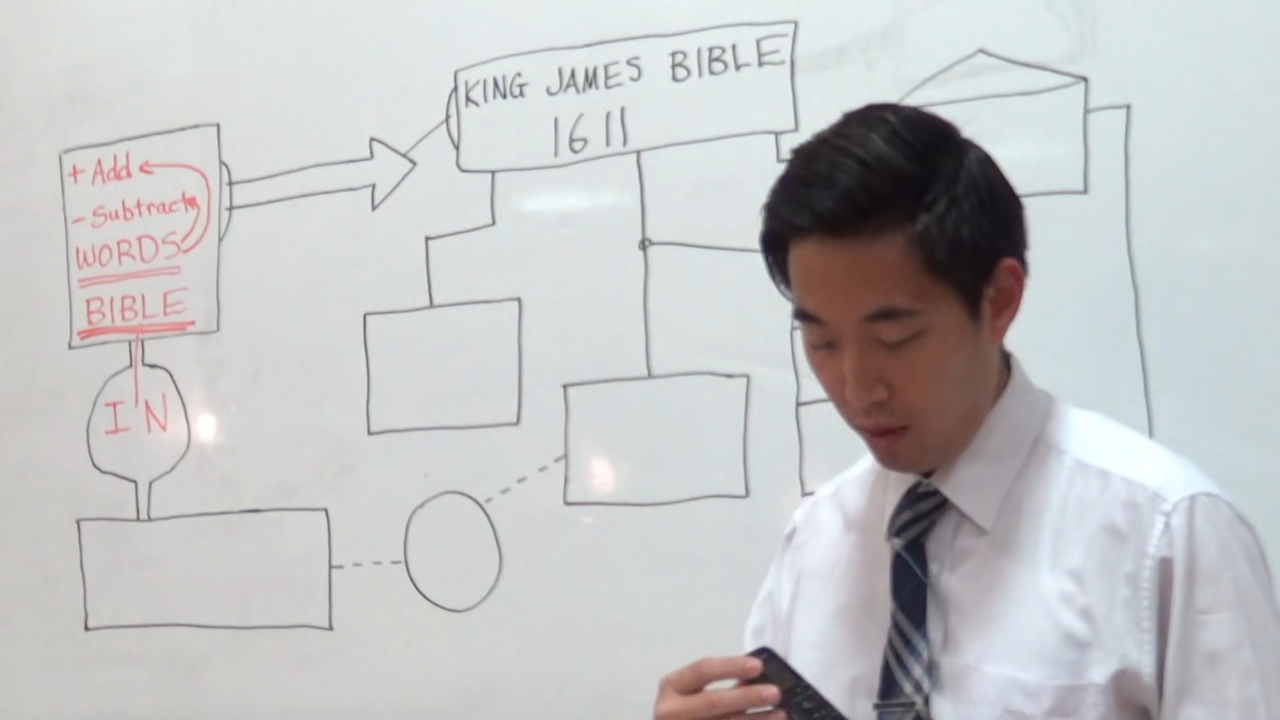 KING JAMES BIBLE
1611
+ Add
- Subtract
WORDS
BIBLE
IN